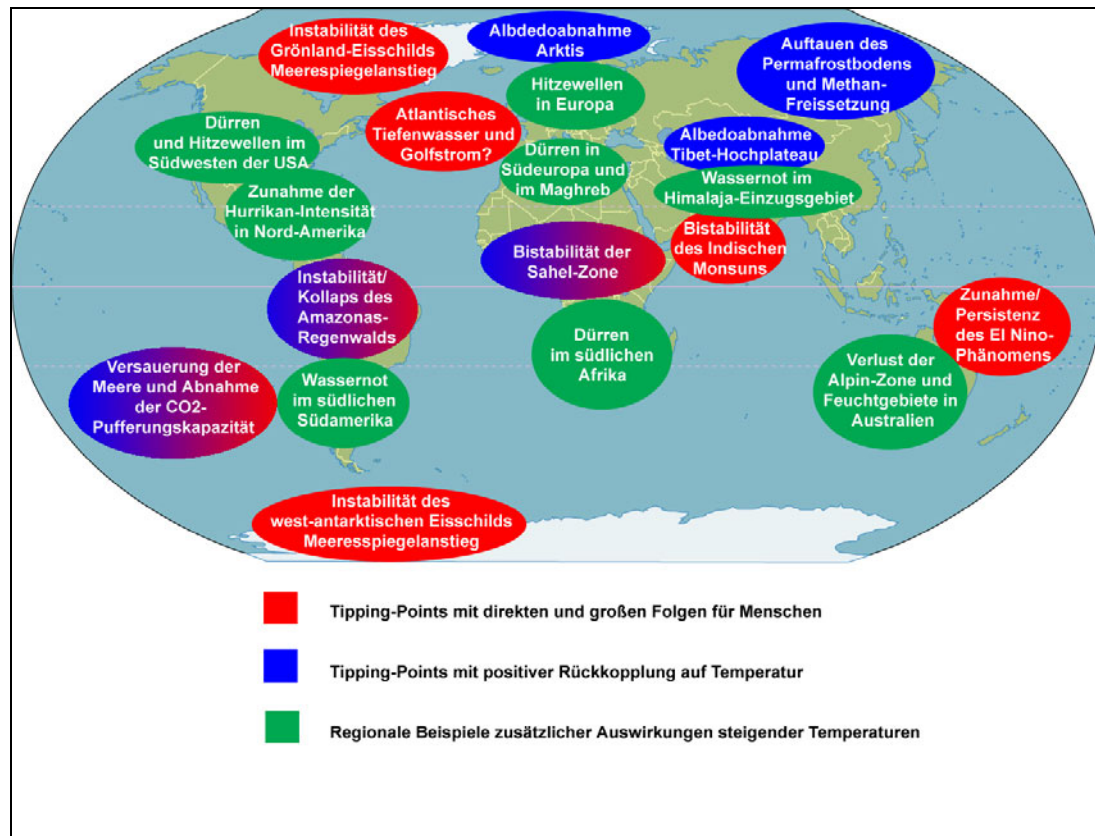 Instabilität des
Grönland-Eisschilds
Meerespiegelanstieg
Albdedoabnahme
Arktis
Auftauen des
Permafrostbodens
und Methan-
Freissetzung
Hitzewellen
in Europa
Atlantisches
Tiefenwasser und
Golfstrom?
Dürren
und Hitzewellen im
Südwesten der USA
Dürren in
Südeuropa und
im Maghreb
Albedoabnahme
Tibet-Hochplateau
Wassernot im
Himalaja-Einzugsgebiet
Zunahme der
Hurrikan-Intensität
in Nord-Amerika
Bistabilität der
Sahel-Zone
Bistabilität
des Indischen
Monsuns
Instabilität/
Kollaps des
Amazonas-
Regenwalds
Zunahme/
Persistenz
des El Nino-
Phänomens
Dürren
im südlichen
Afrika
Versauerung der
Meere und Abnahme
der CO2-
Pufferungskapazität
Wassernot
im südlichen
Südamerika
Verlust der
Alpin-Zone und
Feuchtgebiete in
Australien
Instabilität des
west-antarktischen Eisschilds
Meeresspiegelanstieg
Tipping-Points mit direkten und großen Folgen für Menschen
Tipping-Points mit positiver Rückkopplung auf Temperatur
Regionale Beispiele zusätzlicher Auswirkungen steigender Temperaturen